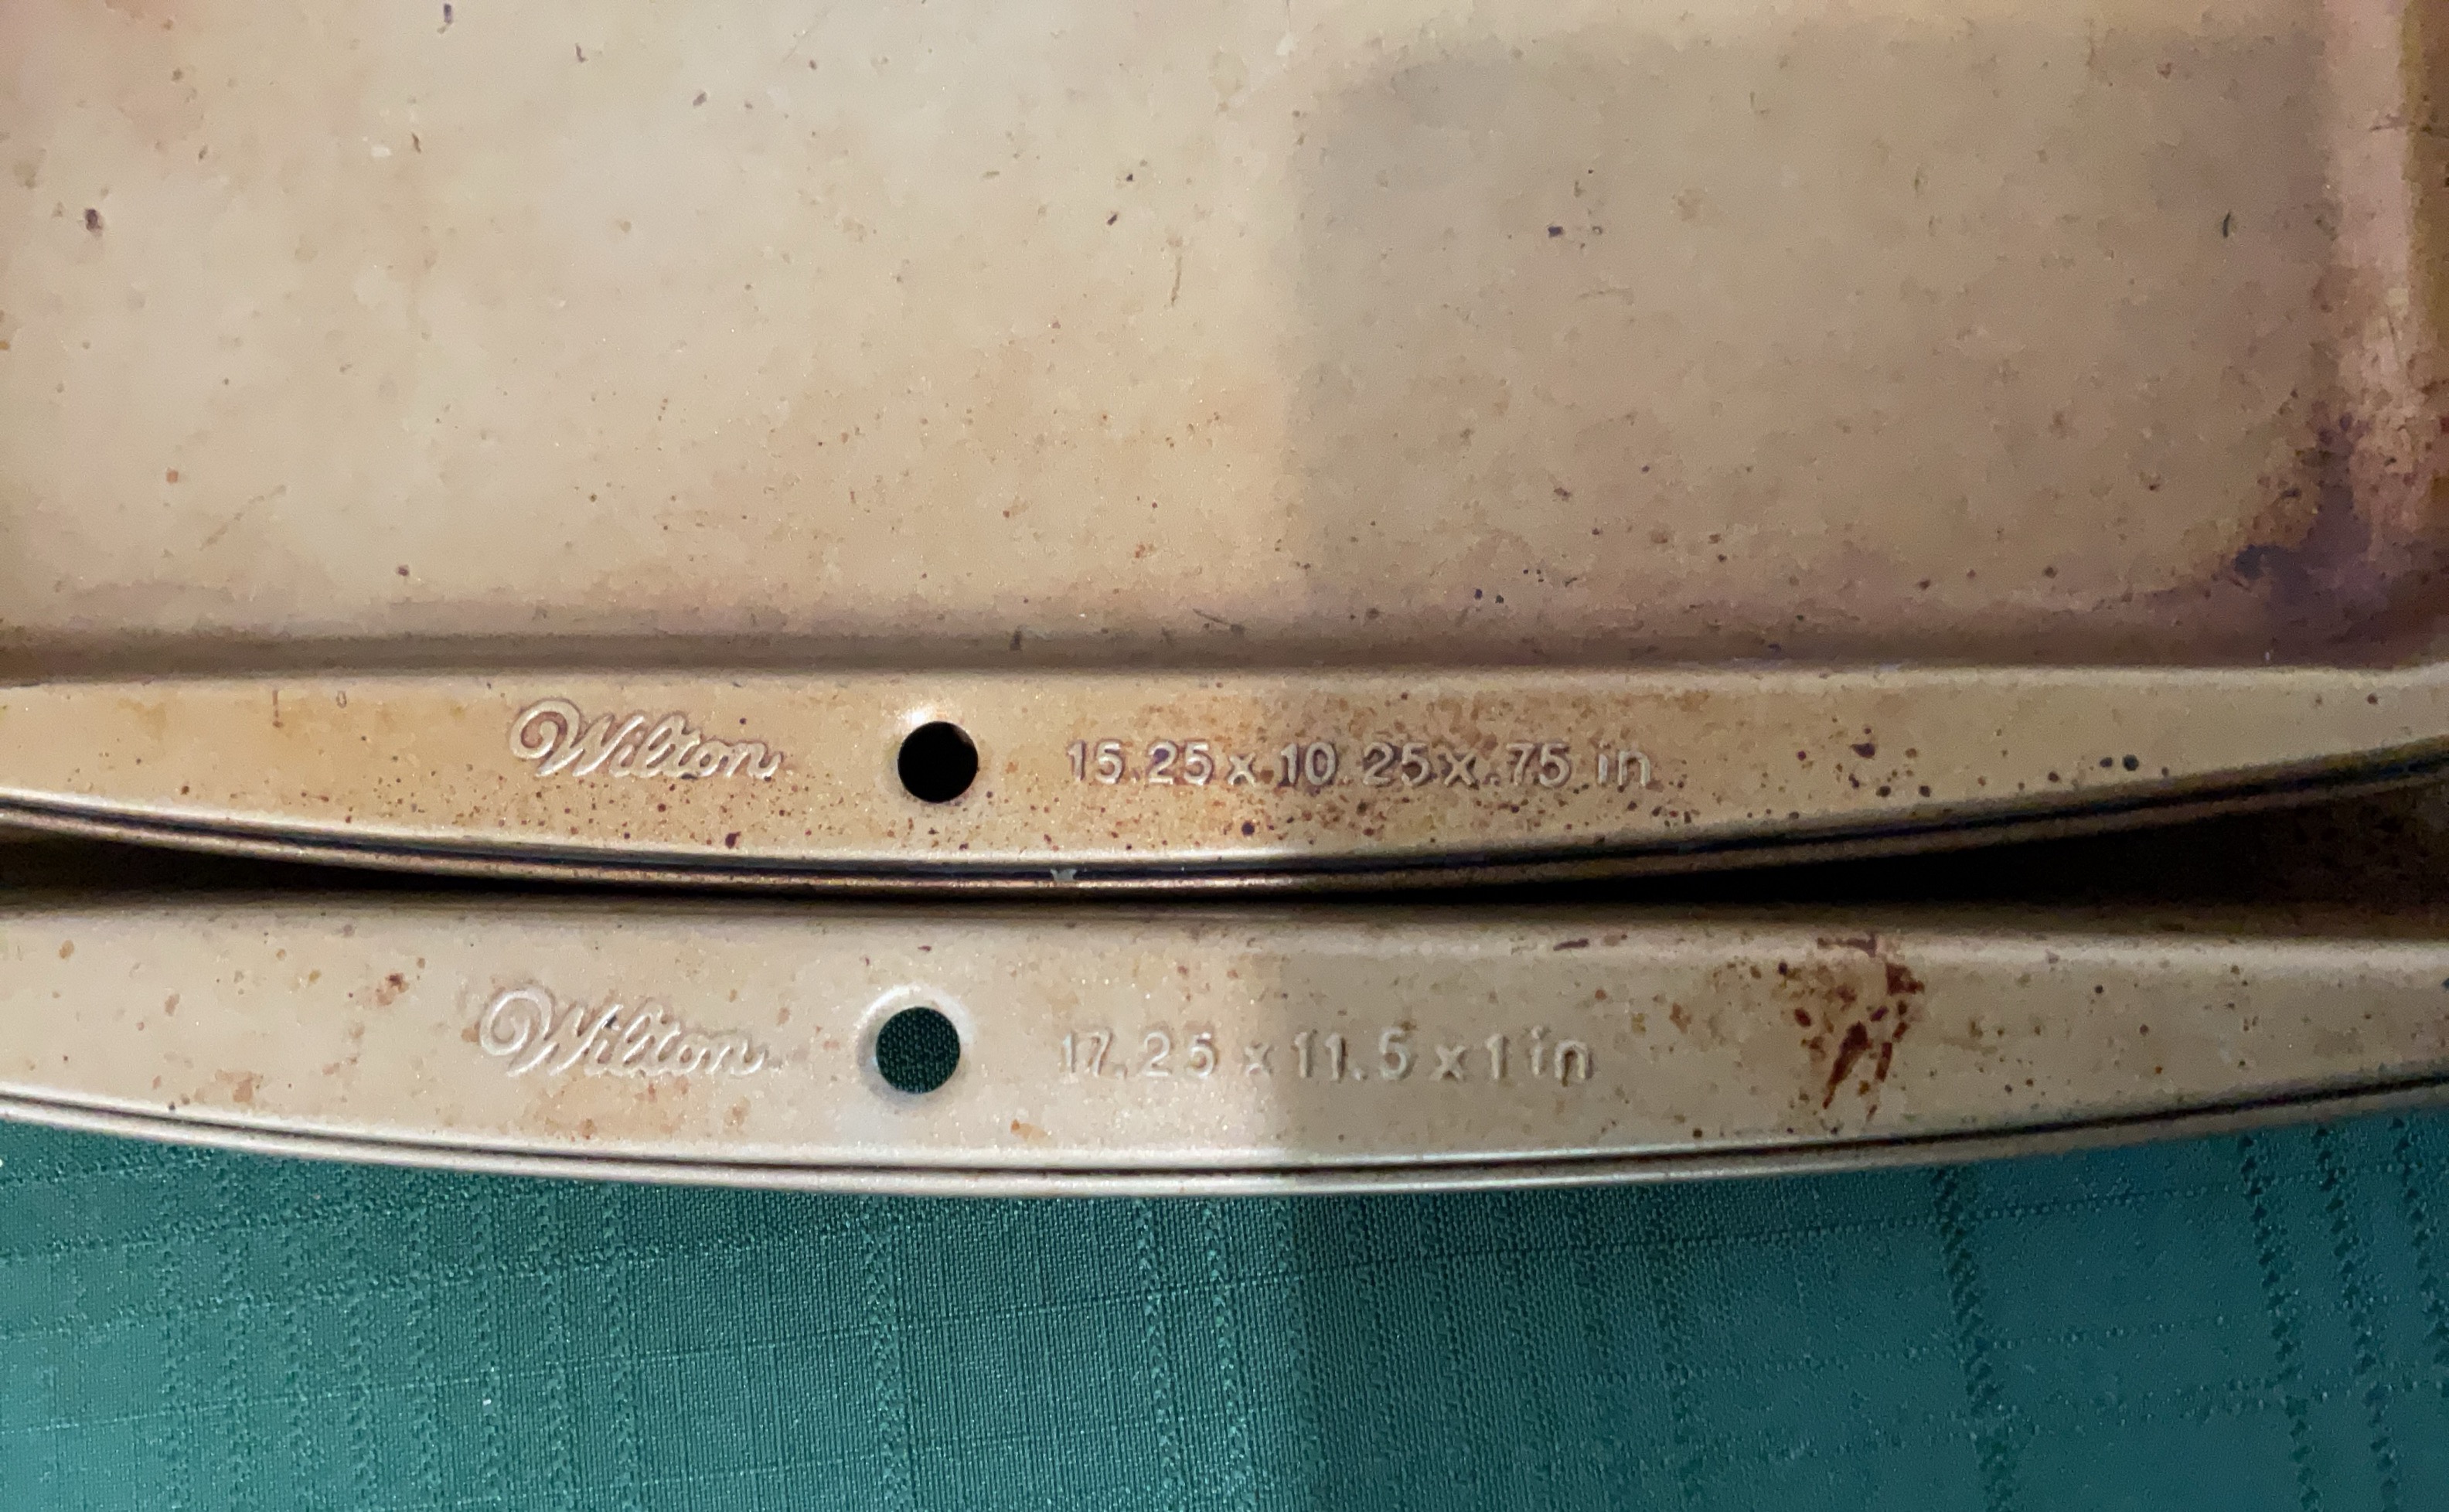 Wilton 15.25 x 10.25 x .75 in
Wilton 17.25 x 11.5 x 1 in